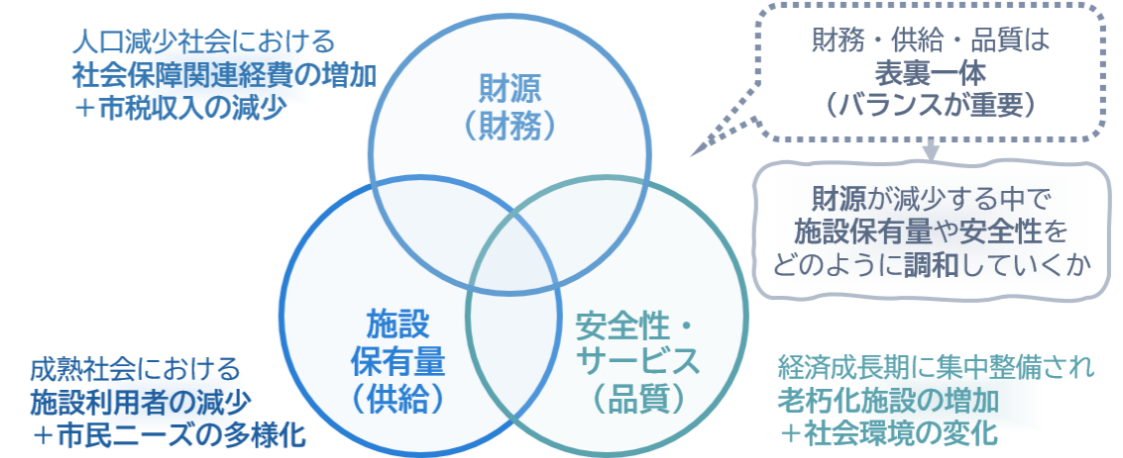 人口減少社会における
社会保障関連経費の増加
＋市税収入の減少
財源
（財務）
財務・供給・品質は
表裏一体
（バランスが重要）
財源が減少する中で
施設保有量や安全性を
どのように調和していくか
施設
保有量
（供給）
安全性・
サービス
（品質）
成熟社会における
施設利用者の減少
＋市民ニーズの多様化
経済成長期に集中整備され
老朽化施設の増加
＋社会環境の変化